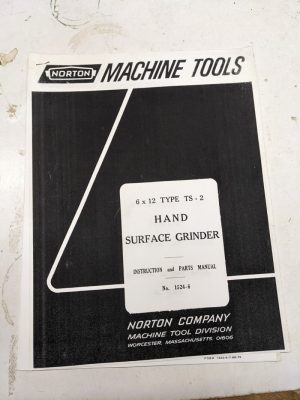 NORTON MACHINE TOOLS
6 x 12 TYPE TS - 2
HAND
SURFACE GRINDER
INSTRUCTION and PARTS MANUAL
No. 1524-6
NORTON COMPANY
MACHINE TOOL DIVISION
WORCESTER, MASSACHUSETTS, 01606